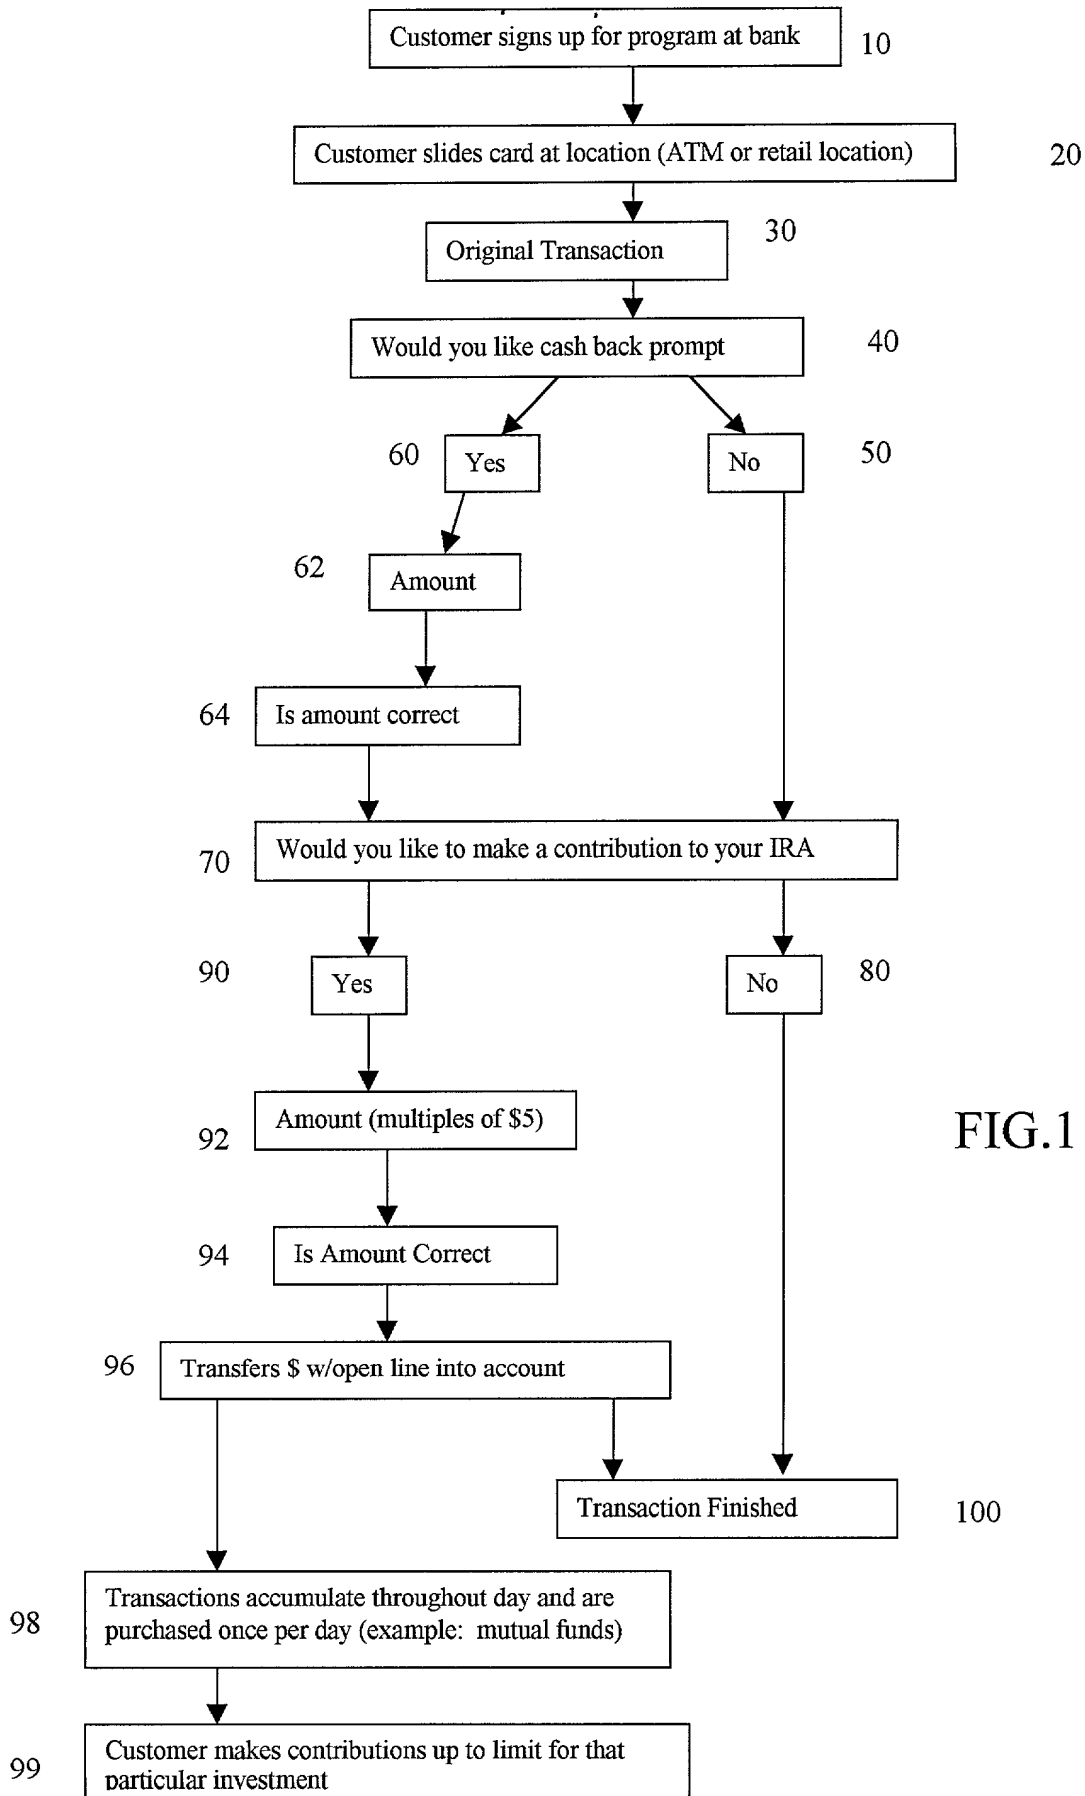 Customer signs up for program at bank
10
Customer slides card at location (ATM or retail location)
20
Original Transaction
30
Would you like cash back prompt
40
60
Yes
No
50
62
Amount
64
Is amount correct
70
Would you like to make a contribution to your IRA
90
Yes
No
80
92
Amount (multiples of $5)
FIG.1
94
Is Amount Correct
96
Transfers $ w/open line into account
Transaction Finished
100
98
Transactions accumulate throughout day and are
purchased once per day (example: mutual funds)
99
Customer makes contributions up to limit for that
particular investment